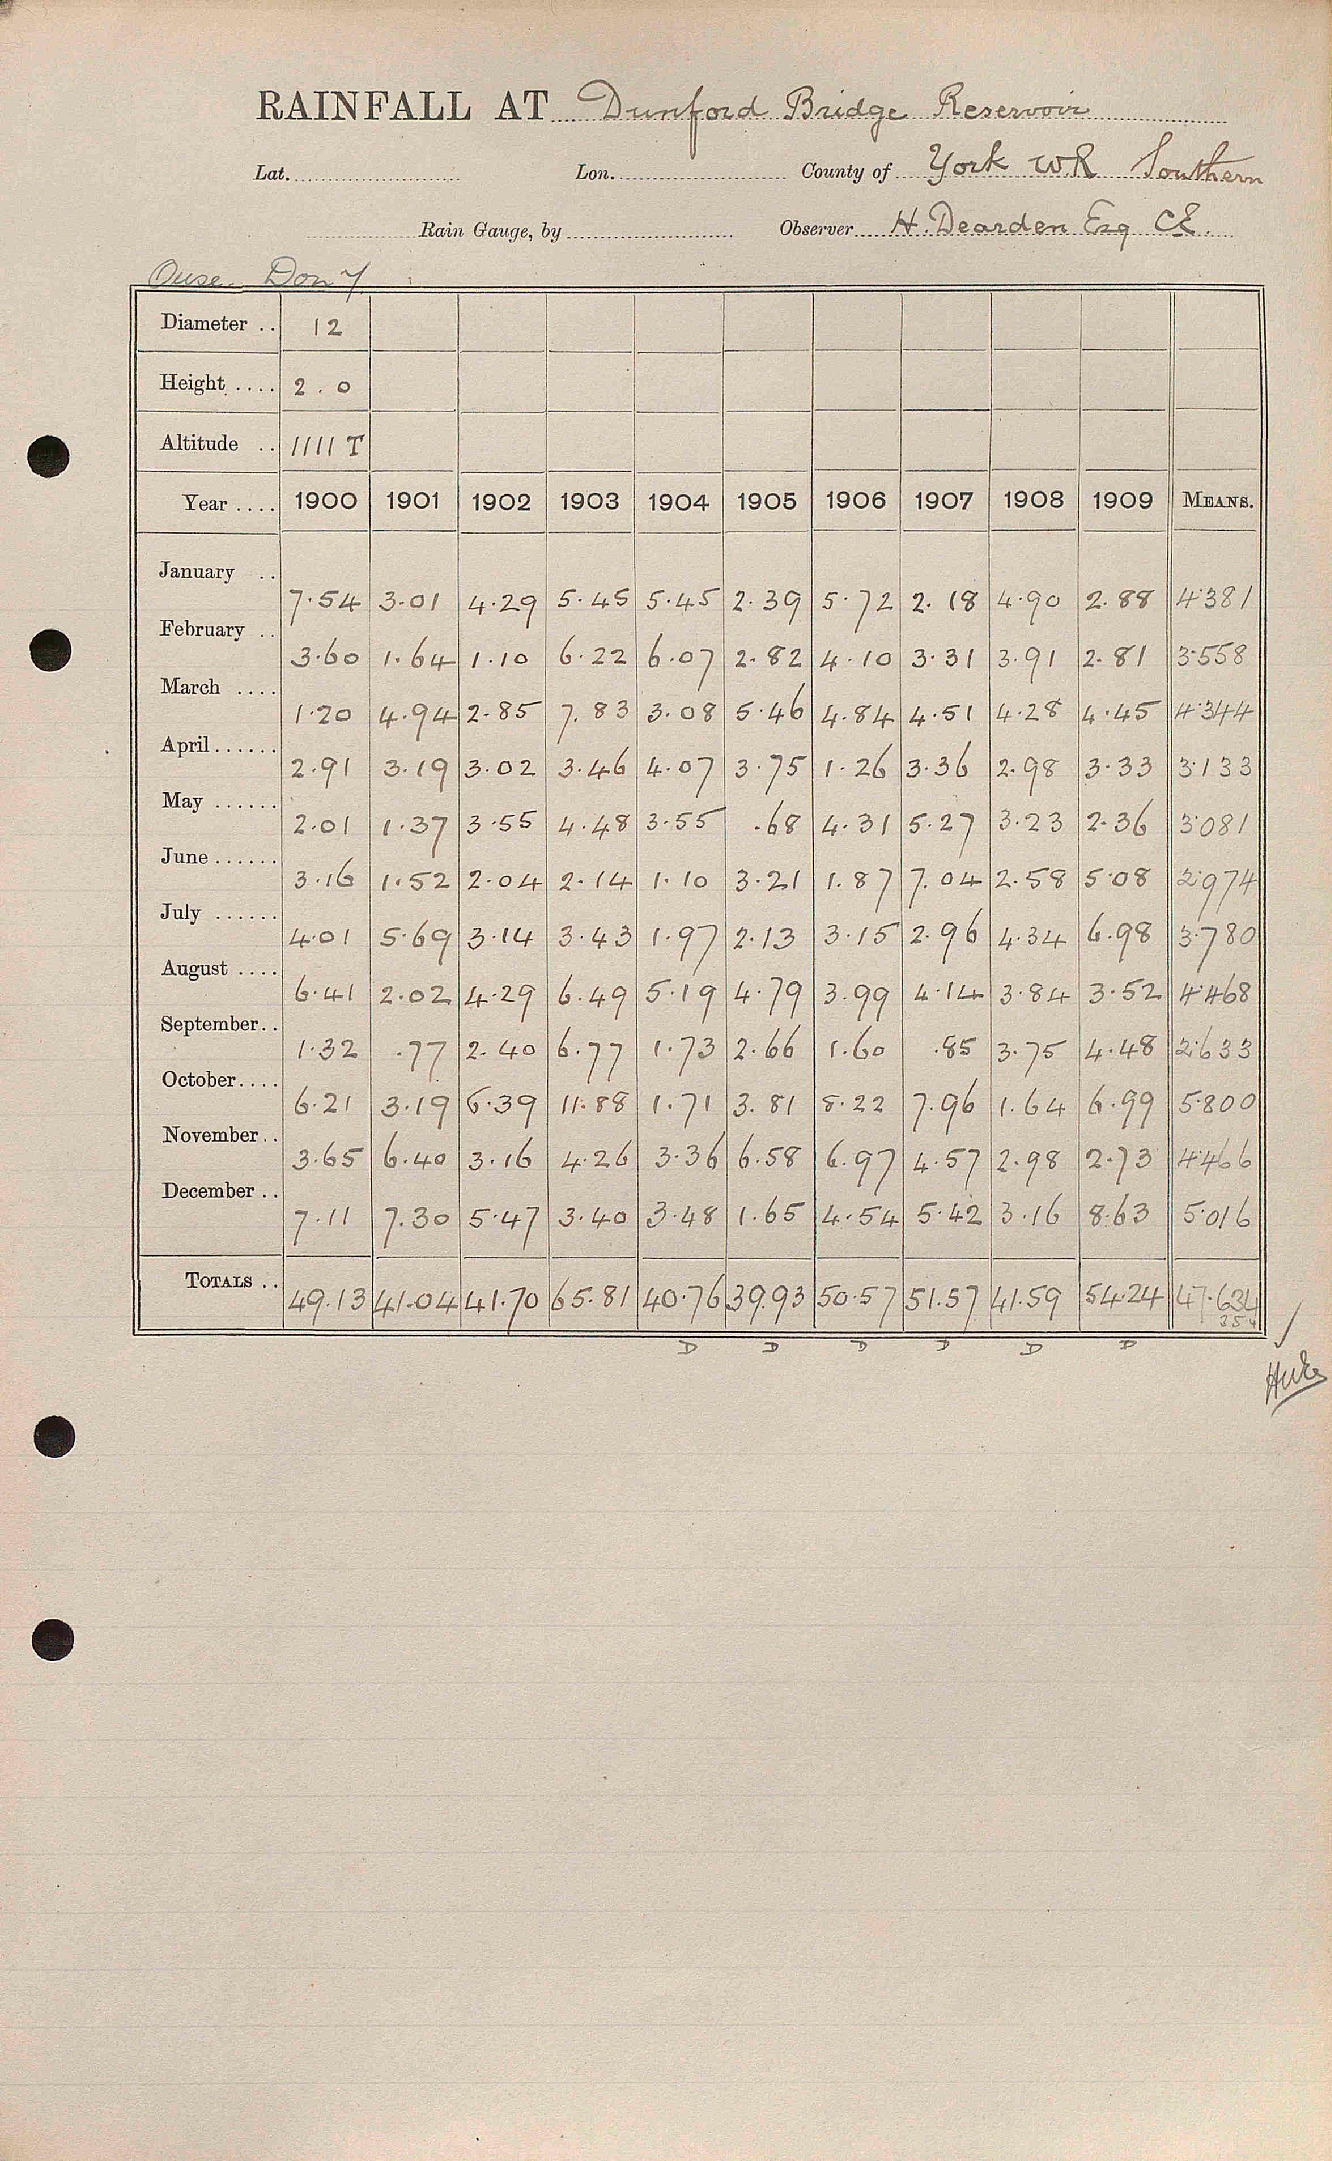 RAINFALL AT Dunford Bridge Reservoir
Lat. Lon. County of York WR Southern
Rain Gauge, by Observer H. Dearden Esq CE.
Ouse. Don 7
Diameter .. 12
Height .... 2.0
Altitude .. 1111 T
Year .... 1900 1901 1902 1903 1904 1905 1906 1907 1908 1909 MEANS.
January .. 7.54 3.01 4.29 5.45 5.45 2.39 5.72 2.18 4.90 2.88 4.381
February .. 3.60 1.64 1.10 6.22 6.07 2.82 4.10 3.31 3.91 2.81 3.558
March .... 1.20 4.94 2.85 7.83 3.08 5.46 4.84 4.51 4.28 4.45 4.344
April ...... 2.91 3.19 3.02 3.46 4.07 3.75 1.26 3.36 2.98 3.33 3.133
May ...... 2.01 1.37 3.55 4.48 3.55 .68 4.31 5.27 3.23 2.36 3.081
June ...... 3.16 1.52 2.04 2.14 1.10 3.21 1.87 7.04 2.58 5.08 2.974
July ...... 4.01 5.69 3.14 3.43 1.97 2.13 3.15 2.96 4.34 6.98 3.780
August .... 6.41 2.02 4.29 6.49 5.19 4.79 3.99 4.14 3.84 3.52 4.468
September .. 1.32 .77 2.40 6.77 1.73 2.66 1.60 .85 3.75 4.48 2.633
October .... 6.21 3.19 6.39 11.88 1.71 3.81 8.22 7.96 1.64 6.99 5.800
November .. 3.65 6.40 3.16 4.26 3.36 6.58 6.97 4.57 2.98 2.73 4.466
December .. 7.11 7.30 5.47 3.40 3.48 1.65 4.54 5.42 3.16 8.63 5.016
TOTALS .. 49.13 41.04 41.70 65.81 40.76 39.93 50.57 51.57 41.59 54.24 47.634
D D D D D D